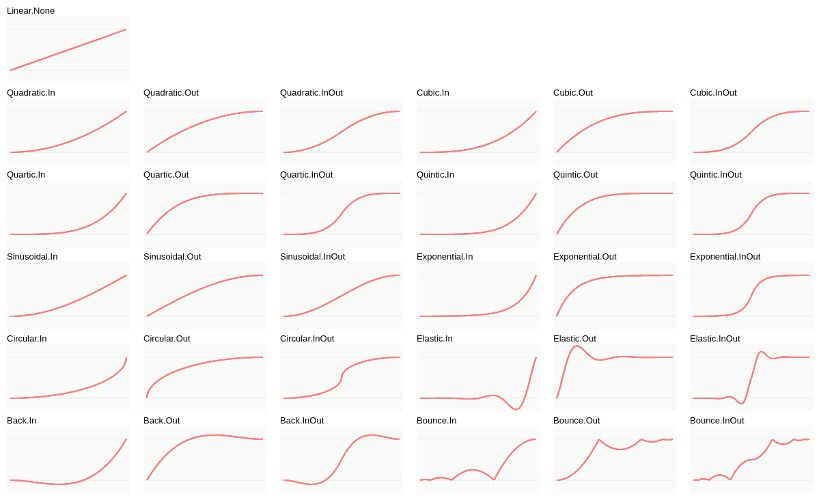 Linear.None
Quadratic.In Quadratic.Out Quadratic.InOut Cubic.In Cubic.Out Cubic.InOut
Quartic.In Quartic.Out Quartic.InOut Quintic.In Quintic.Out Quintic.InOut
Sinusoidal.In Sinusoidal.Out Sinusoidal.InOut Exponential.In Exponential.Out Exponential.InOut
Circular.In Circular.Out Circular.InOut Elastic.In Elastic.Out Elastic.InOut
Back.In Back.Out Back.InOut Bounce.In Bounce.Out Bounce.InOut